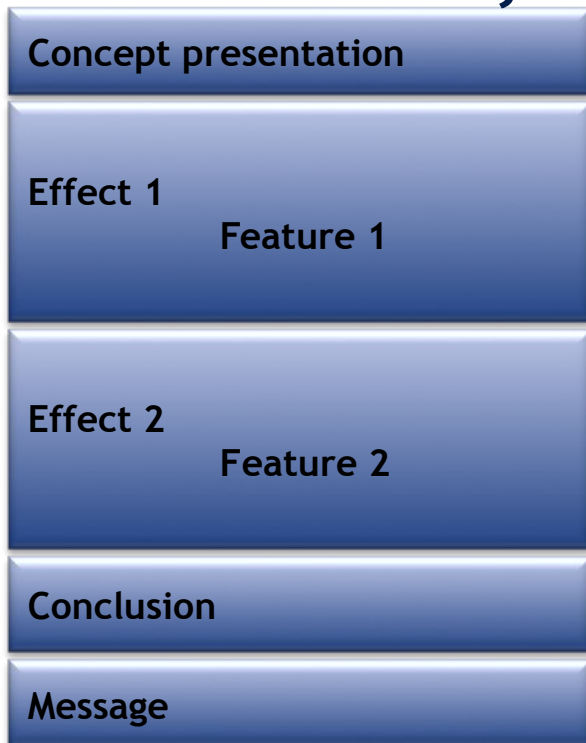 Concept presentation
Effect 1
Feature 1
Effect 2
Feature 2
Conclusion
Message